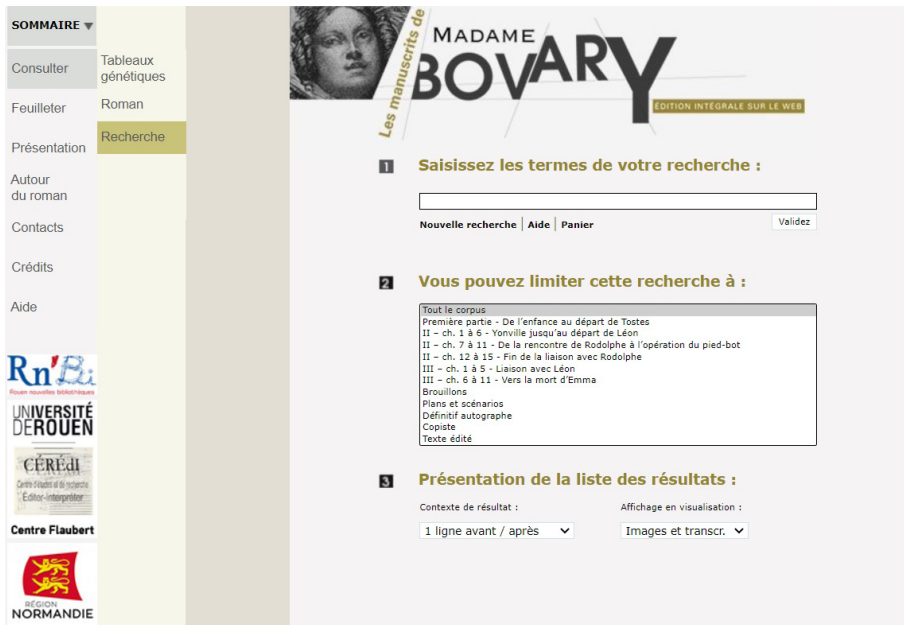 SOMMAIRE ▼
Consulter
Feuilleter
Présentation
Autour
du roman
Contacts
Crédits
Aide
Tableaux
génétiques
Roman
Recherche
Rn'Bi
Rouen nouvelles bibliothèques
UNIVERSITÉ
DE ROUEN
CÉRÉdI
Centre d'études et de recherche
Éditer-Interpréter
Centre Flaubert
RÉGION
NORMANDIE
Les manuscrits de
MADAME
BOVARY
ÉDITION INTÉGRALE SUR LE WEB
1 Saisissez les termes de votre recherche :
Nouvelle recherche | Aide | Panier
Validez
2 Vous pouvez limiter cette recherche à :
Tout le corpus
Première partie - De l'enfance au départ de Tostes
II – ch. 1 à 6 - Yonville jusqu'au départ de Léon
II – ch. 7 à 11 - De la rencontre de Rodolphe à l'opération du pied-bot
II – ch. 12 à 15 - Fin de la liaison avec Rodolphe
III – ch. 1 à 5 - Liaison avec Léon
III – ch. 6 à 11 - Vers la mort d'Emma
Brouillons
Plans et scénarios
Définitif autographe
Copiste
Texte édité
3 Présentation de la liste des résultats :
Contexte de résultat :
Affichage en visualisation :
1 ligne avant / après
Images et transcr.